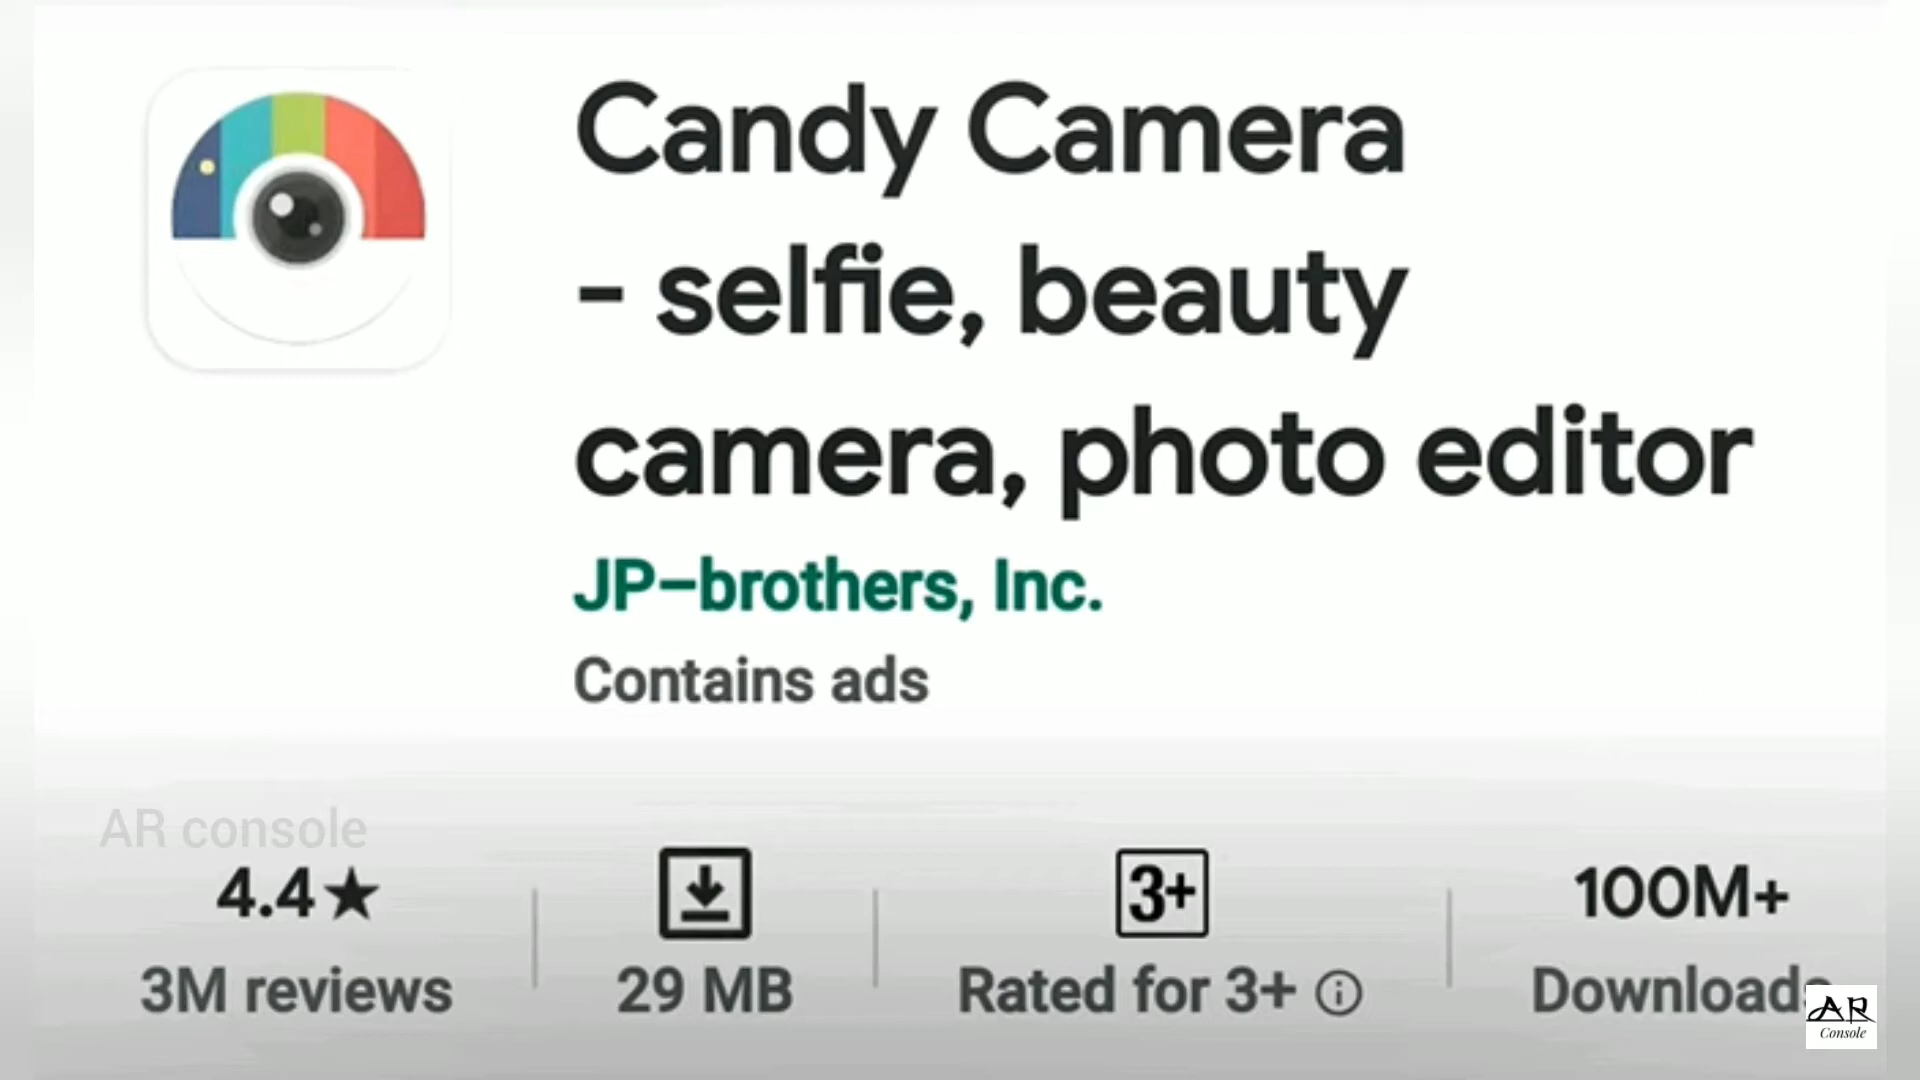 Candy Camera
- selfie, beauty
camera, photo editor
JP-brothers, Inc.
Contains ads
AR console
4.4★
3M reviews
29 MB
3+
Rated for 3+
100M+
Downloads
AR
Console